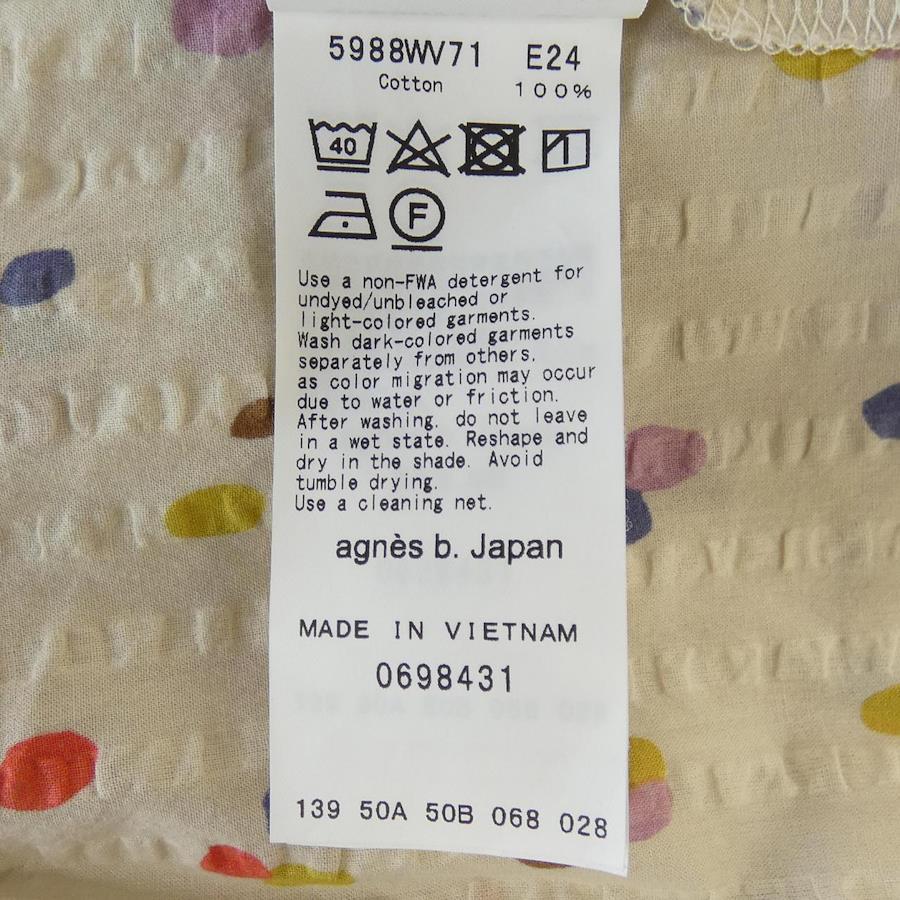 5988WV71 E24
Cotton 100%
40
F
Use a non-FWA detergent for
undyed/unbleached or
light-colored garments.
Wash dark-colored garments
separately from others.
as color migration may occur
due to water or friction.
After washing, do not leave
in a wet state. Reshape and
dry in the shade. Avoid
tumble drying.
Use a cleaning net.
agnès b. Japan
MADE IN VIETNAM
0698431
139 50A 50B 068 028